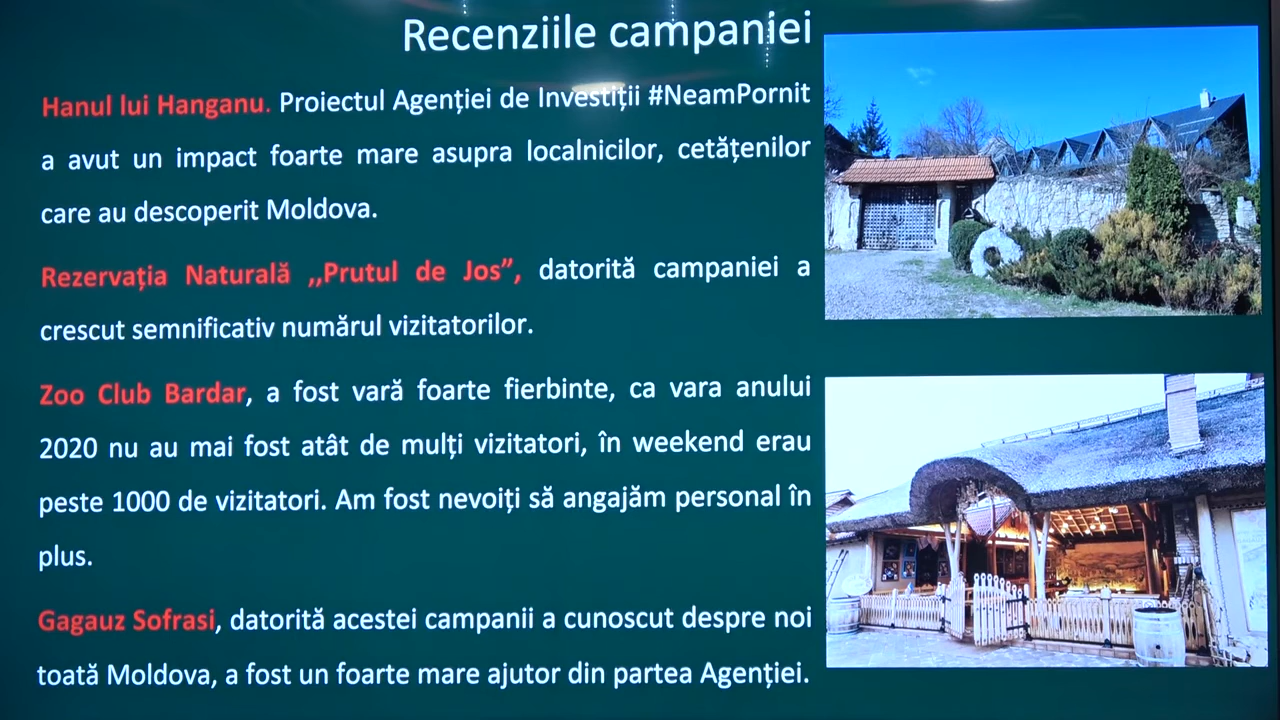 Recenziile campaniei
Hanul lui Hanganu. Proiectul Agenției de Investiții #NeamPornit
a avut un impact foarte mare asupra localnicilor, cetățenilor
care au descoperit Moldova.
Rezervația Naturală ,,Prutul de Jos”, datorită campaniei a
crescut semnificativ numărul vizitatorilor.
Zoo Club Bardar, a fost vară foarte fierbinte, ca vara anului
2020 nu au mai fost atât de mulți vizitatori, în weekend erau
peste 1000 de vizitatori. Am fost nevoiți să angajăm personal în
plus.
Gagauz Sofrasi, datorită acestei campanii a cunoscut despre noi
toată Moldova, a fost un foarte mare ajutor din partea Agenției.